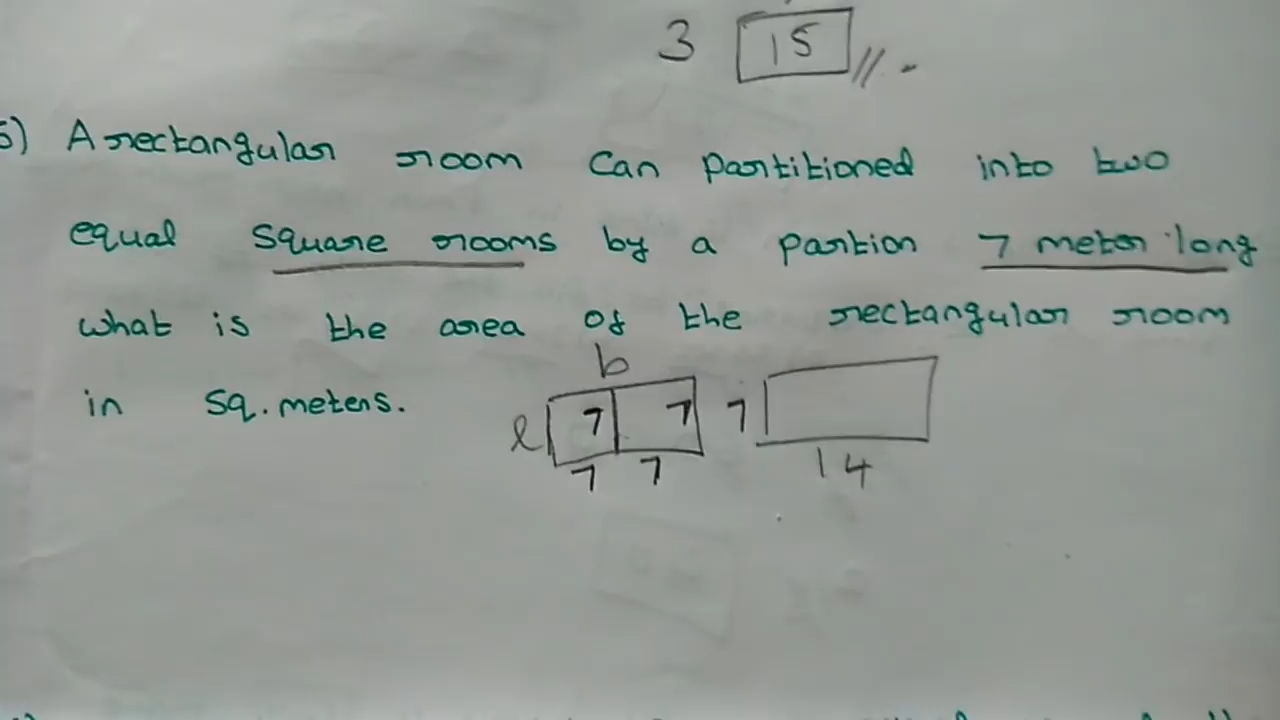 3 15 //.
5) A rectangular room can partitioned into two
equal square rooms by a partion 7 meter long
what is the area of the rectangular room
in sq. meters.
b
l 7 7 7
7 7 14